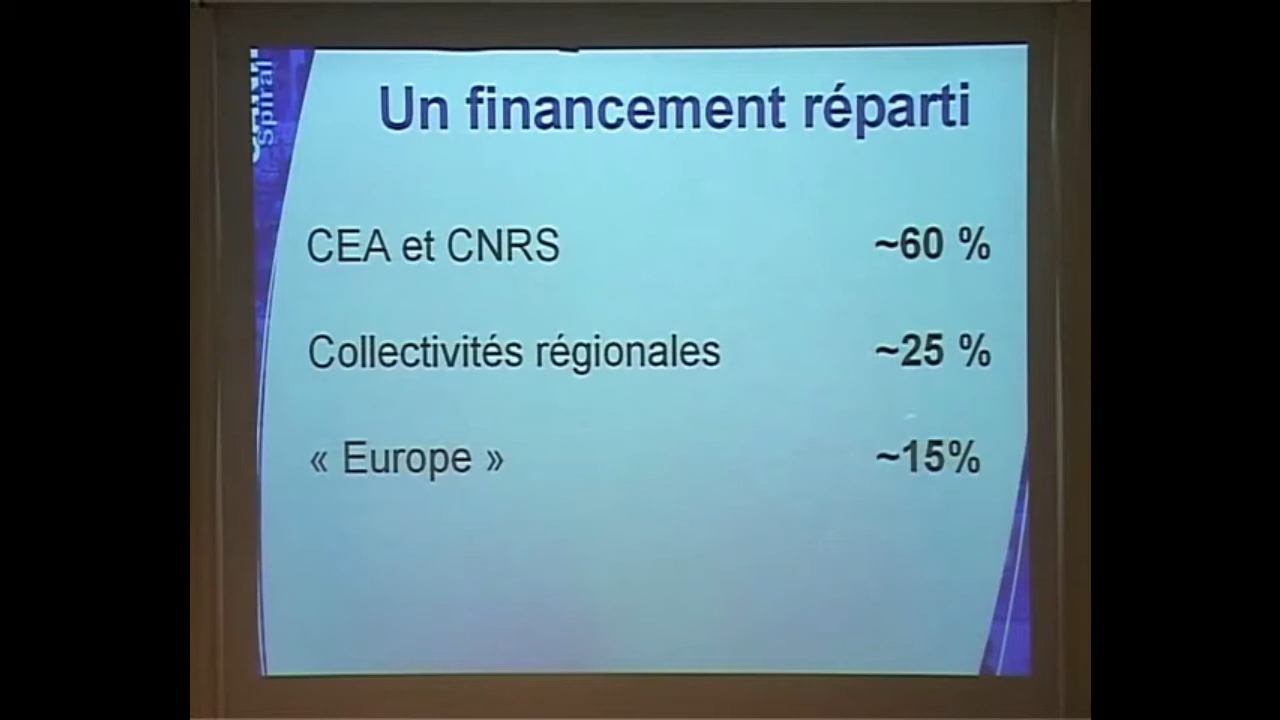 Spiral
Un financement réparti
CEA et CNRS ~60 %
Collectivités régionales ~25 %
« Europe » ~15%